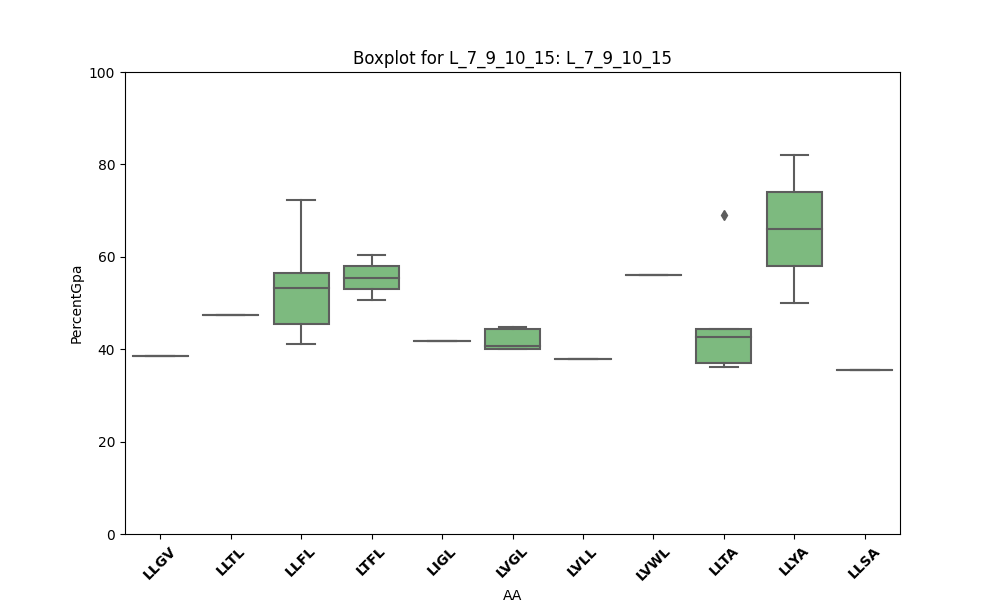 Boxplot for L_7_9_10_15: L_7_9_10_15
PercentGpa
100
80
60
40
20
0
LLGV LLTL LLFL LTFL LIGL LVGL LVLL LVWL LLTA LLYA LLSA
AA